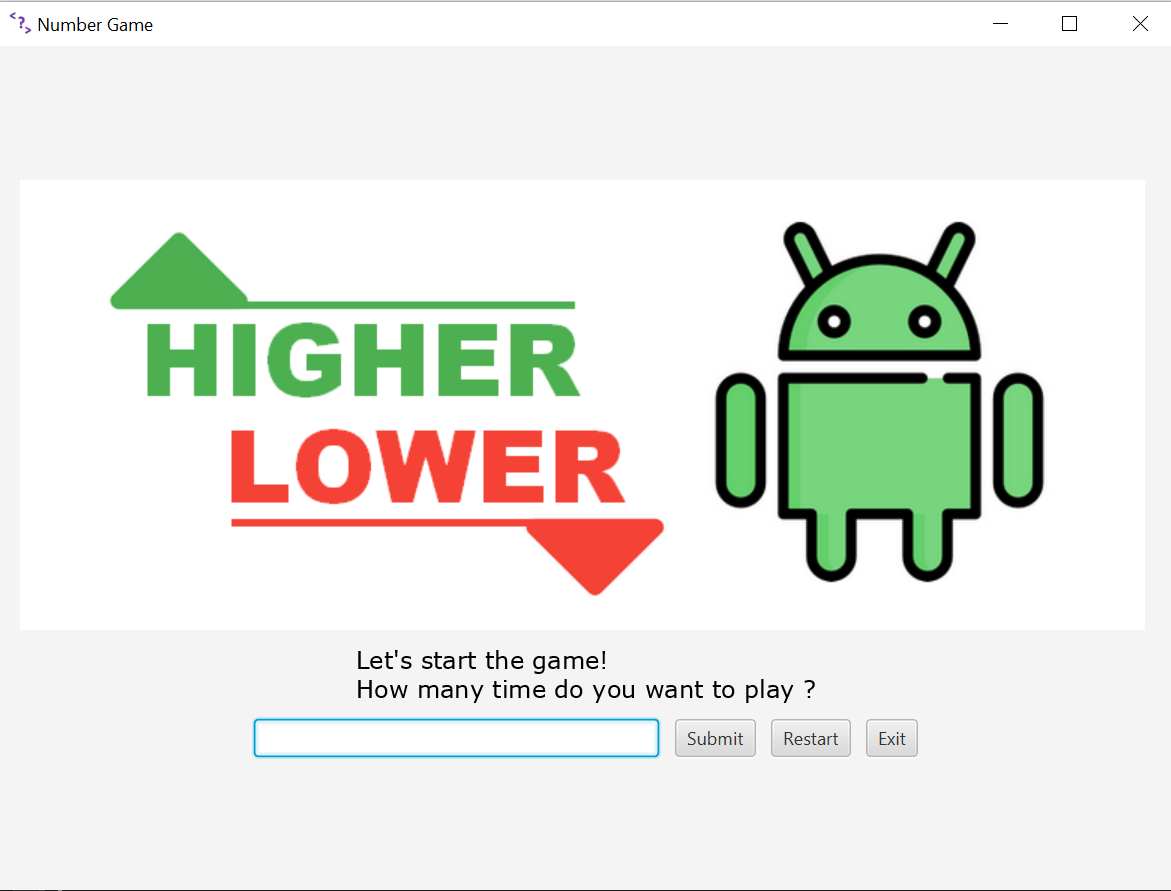 Number Game
HIGHER
LOWER
Let's start the game!
How many time do you want to play ?
Submit Restart Exit